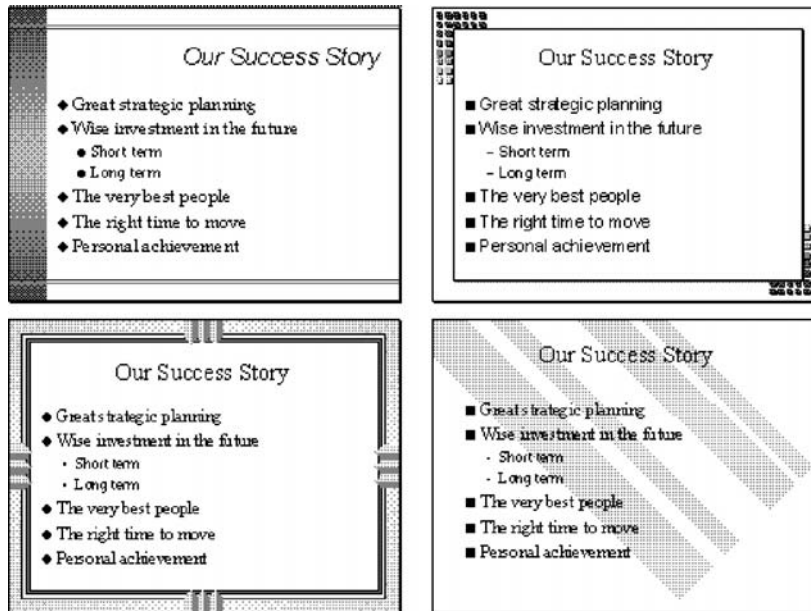 Our Success Story
◆ Great strategic planning
◆ Wise investment in the future
● Short term
● Long term
◆ The very best people
◆ The right time to move
◆ Personal achievement
Our Success Story
■ Great strategic planning
■ Wise investment in the future
– Short term
– Long term
■ The very best people
■ The right time to move
■ Personal achievement
Our Success Story
● Great strategic planning
● Wise investment in the future
• Short term
• Long term
● The very best people
● The right time to move
● Personal achievement
Our Success Story
■ Great strategic planning
■ Wise investment in the future
- Short term
- Long term
■ The very best people
■ The right time to move
■ Personal achievement